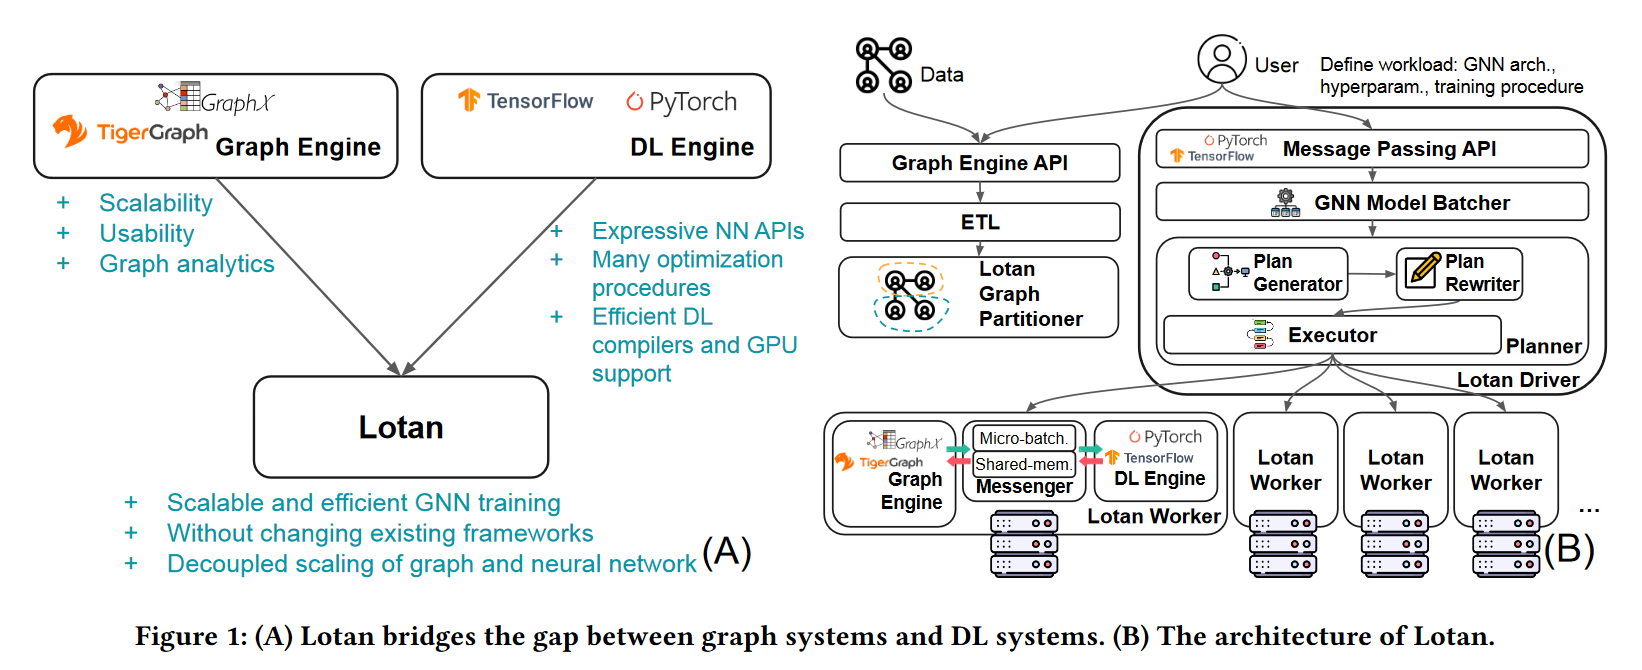 GraphX
TigerGraph
Graph Engine
TensorFlow
PyTorch
DL Engine
+ Scalability
+ Usability
+ Graph analytics
+ Expressive NN APIs
+ Many optimization
procedures
+ Efficient DL
compilers and GPU
support
Lotan
+ Scalable and efficient GNN training
+ Without changing existing frameworks
+ Decoupled scaling of graph and neural network
(A)
Data
User
Define workload: GNN arch.,
hyperparam., training procedure
Graph Engine API
ETL
Lotan
Graph
Partitioner
PyTorch
TensorFlow
Message Passing API
GNN Model Batcher
Plan
Generator
Plan
Rewriter
Executor
Planner
Lotan Driver
GraphX
TigerGraph
Graph
Engine
Micro-batch.
Shared-mem.
Messenger
PyTorch
TensorFlow
DL Engine
Lotan Worker
Lotan
Worker
Lotan
Worker
Lotan
Worker
...
(B)
Figure 1: (A) Lotan bridges the gap between graph systems and DL systems. (B) The architecture of Lotan.